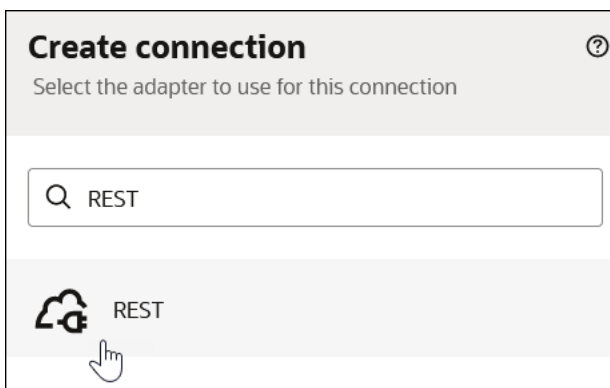 Create connection
Select the adapter to use for this connection
REST
REST